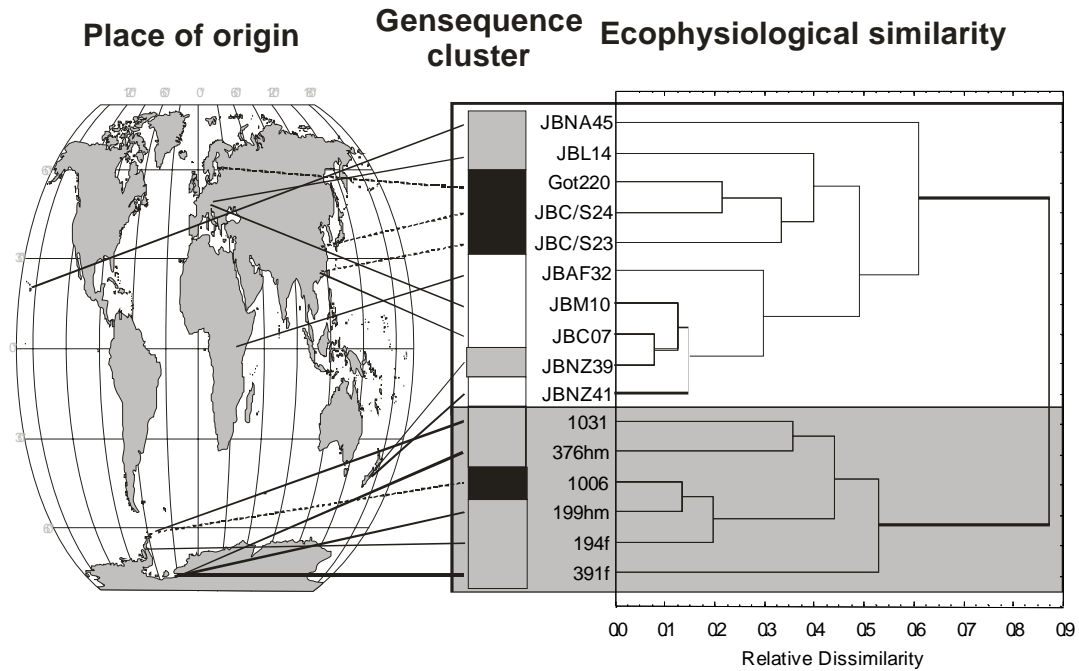 Place of origin
Gensequence
cluster
Ecophysiological similarity
JBNA45
JBL14
Got220
JBC/S24
JBC/S23
JBAF32
JBM10
JBC07
JBNZ39
JBNZ41
1031
376hm
1006
199hm
194f
391f
00 01 02 03 04 05 06 07 08 09
Relative Dissimilarity